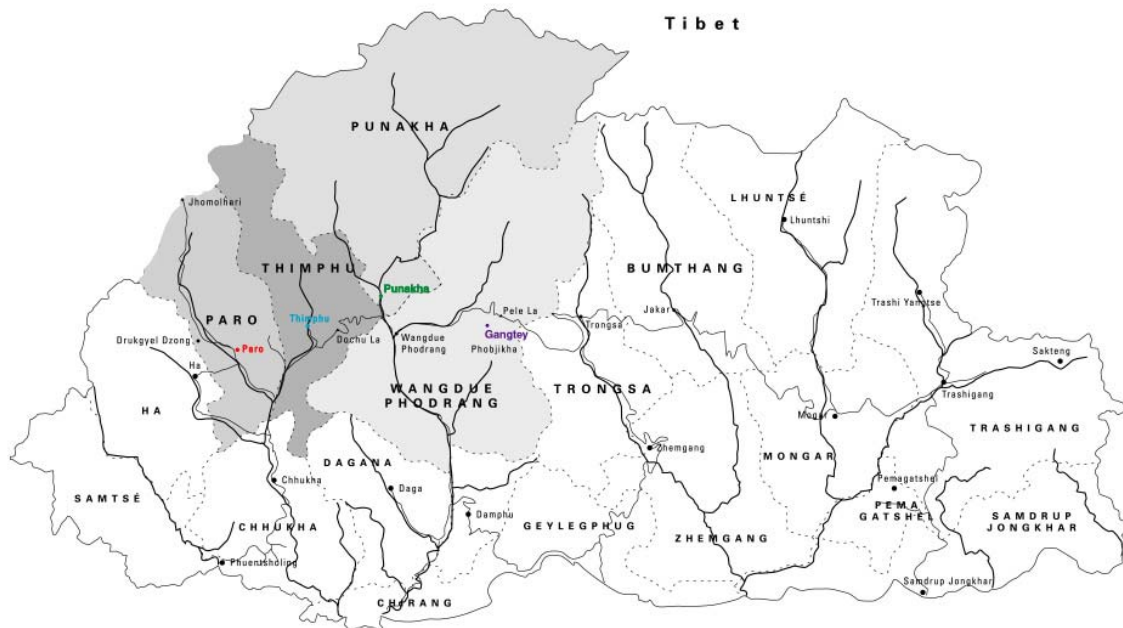 Tibet
PUNAKHA
LHUNTSÉ
Jhomolhari
Lhuntshi
THIMPHU
BUMTHANG
Punakha
Trashi Yangtse
PARO
Thimphu
Pele La
Jakar
Trongsa
Gangtey
Drukgyel Dzong
Dochu La
Wangdue
Phodrang
Phobjikha
Paro
Sakteng
Ha
WANGDUE
PHODRANG
TRONGSA
Trashigang
HA
Mogar
TRASHIGANG
Zhemgang
MONGAR
DAGANA
Chhukha
Daga
Pemagatshel
SAMTSÉ
PEMA
GATSHEL
Damphu
GEYLEGPHUG
SAMDRUP
JONGKHAR
CHHUKHA
ZHEMGANG
Phuentsholing
Samdrup Jongkhar
CHIRANG